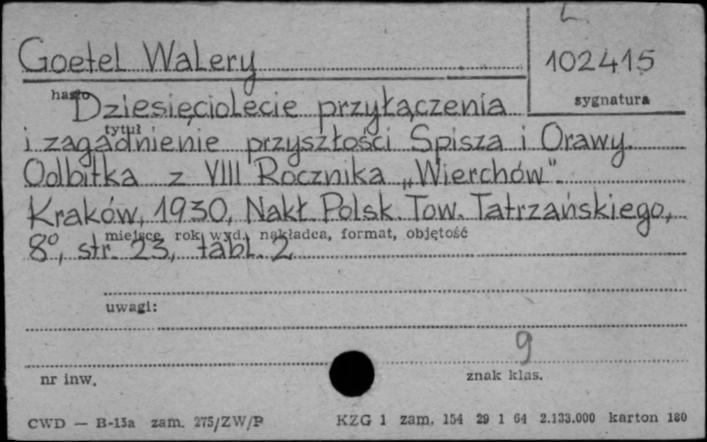 L
Goetel Walery
102415
hasło
sygnatura
Dziesięciolecie przyłączenia
tytuł
i zagadnienie przyszłości Spisza i Orawy.
Odbitka z VIII Rocznika „Wierchów".
Kraków, 1930, Nakł. Polsk. Tow. Tatrzańskiego,
miejsce, rok wyd., nakładca, format, objętość
8°, str. 23, tabl. 2
uwagi:
9
nr inw.
znak klas.
CWD — B-15a zam. 275/ZW/P
KZG 1 zam. 154 29 1 64 2.133.000 karton 180